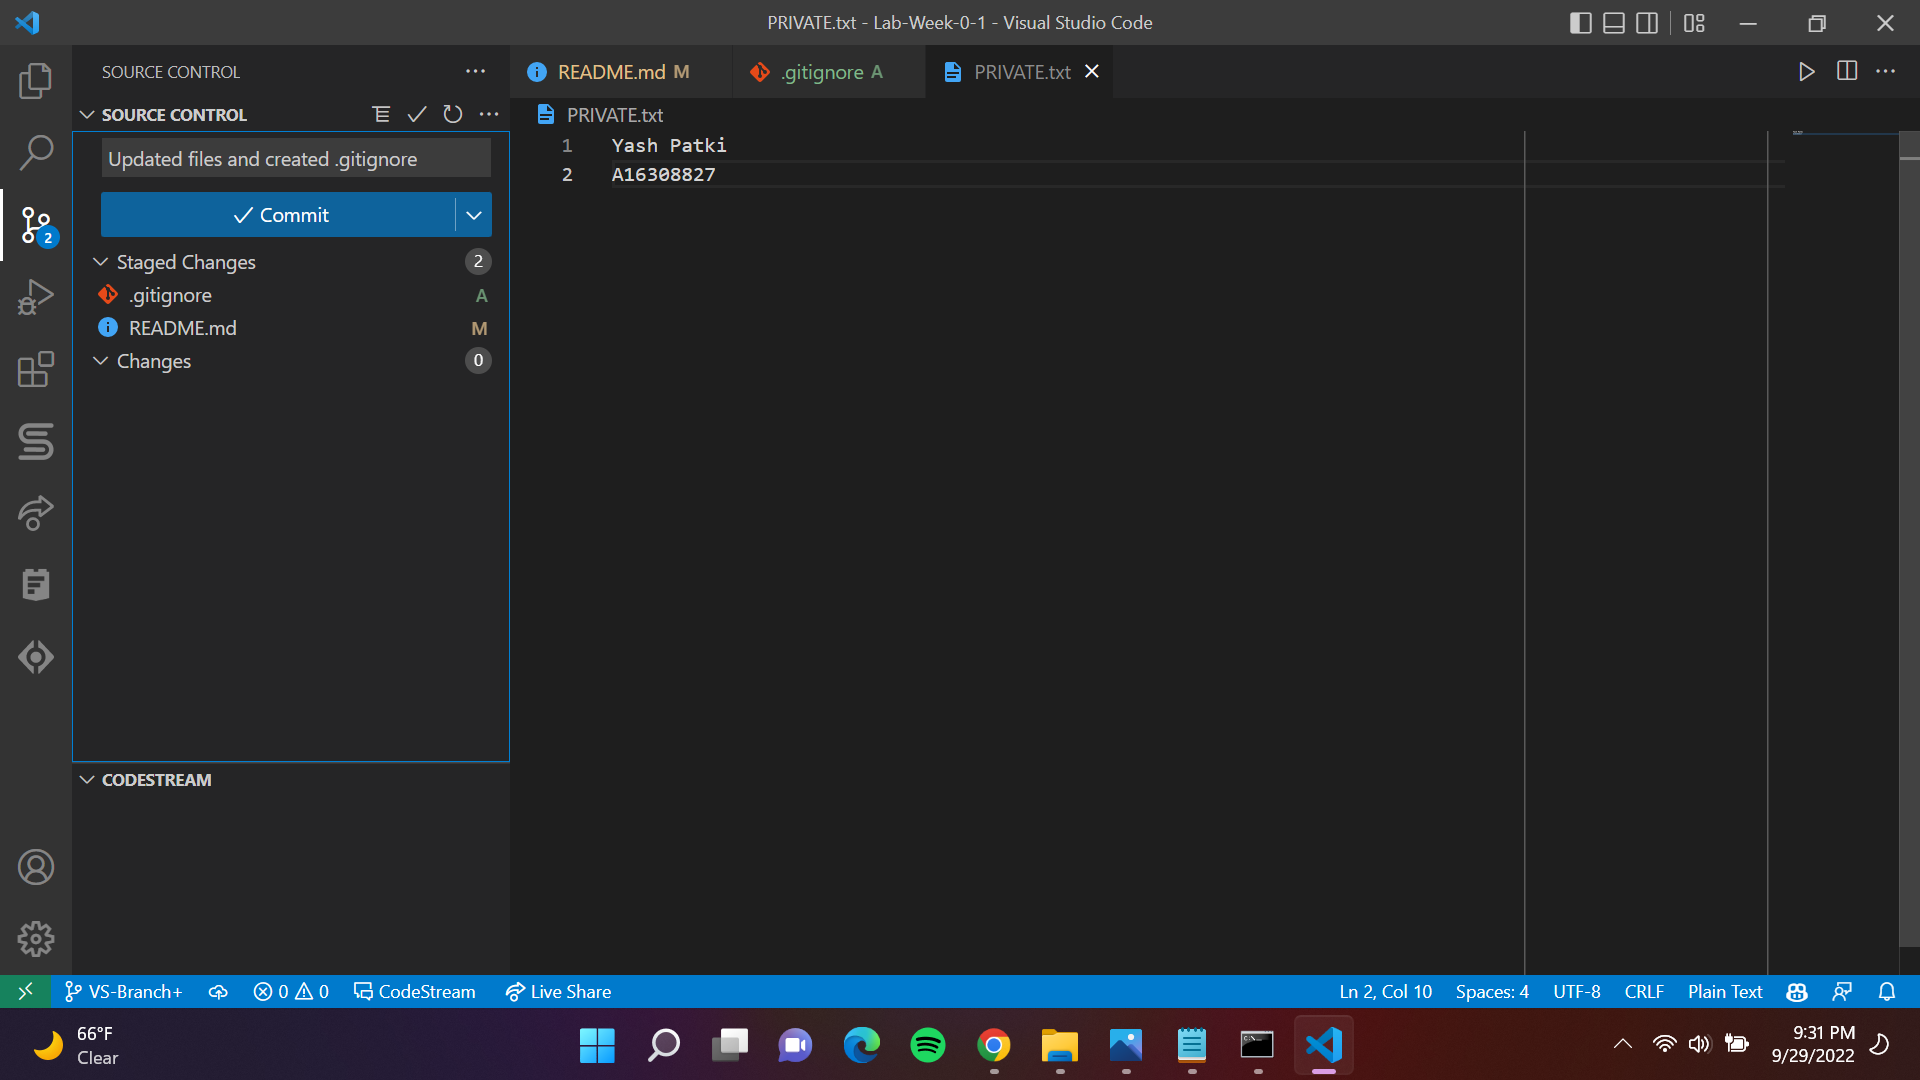 PRIVATE.txt - Lab-Week-0-1 - Visual Studio Code
SOURCE CONTROL
README.md M
.gitignore A
PRIVATE.txt
SOURCE CONTROL
PRIVATE.txt
Updated files and created .gitignore
1 Yash Patki
2 A16308827
Commit
2
Staged Changes 2
.gitignore A
README.md M
Changes 0
CODESTREAM
VS-Branch+
0 0
CodeStream
Live Share
Ln 2, Col 10
Spaces: 4
UTF-8
CRLF
Plain Text
66°F
Clear
9:31 PM
9/29/2022